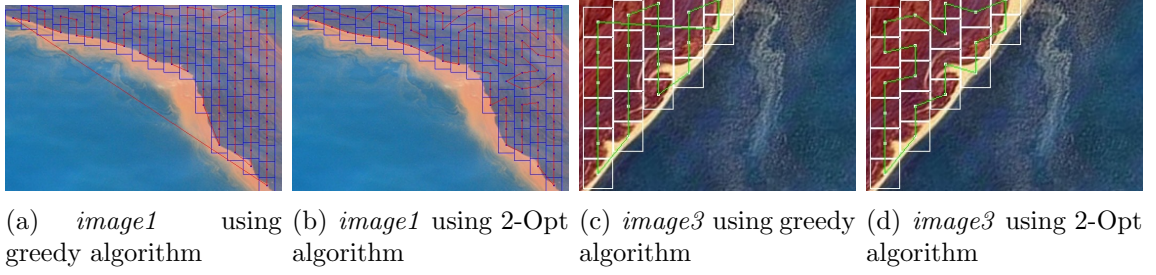 (a) image1 using
greedy algorithm
(b) image1 using 2-Opt
algorithm
(c) image3 using greedy
algorithm
(d) image3 using 2-Opt
algorithm